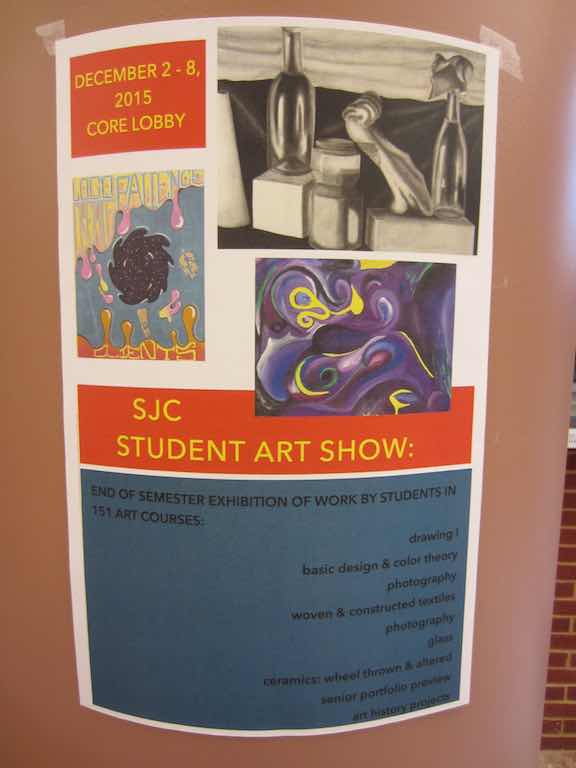 DECEMBER 2 - 8,
2015
CORE LOBBY
SJC
STUDENT ART SHOW:
END OF SEMESTER EXHIBITION OF WORK BY STUDENTS IN
151 ART COURSES:
drawing I
basic design & color theory
photography
woven & constructed textiles
photography
glass
ceramics: wheel thrown & altered
senior portfolio preview
art history projects